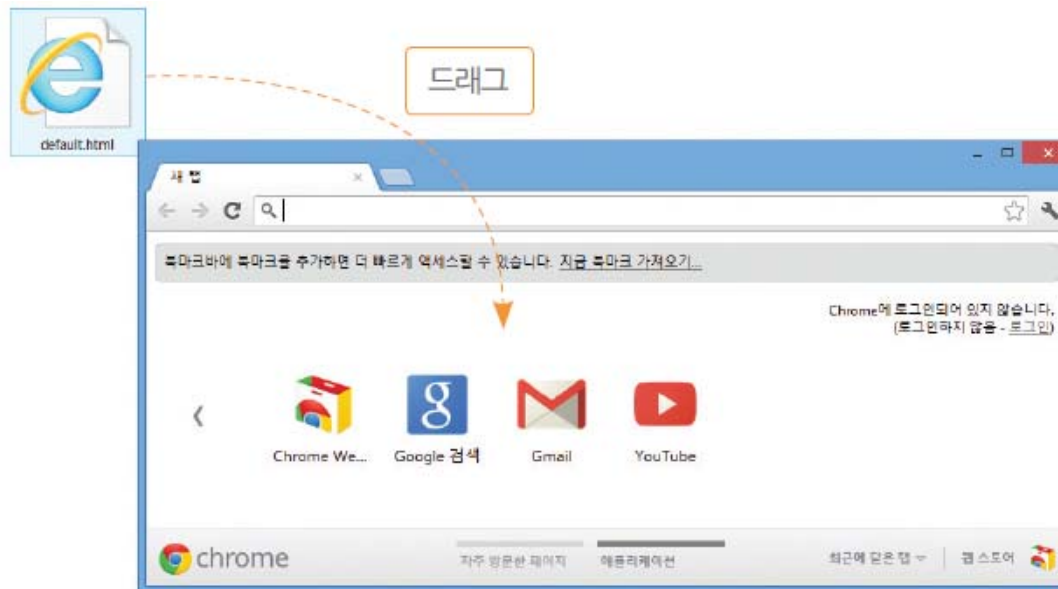 드래그
default.html
새 탭
북마크바에 북마크를 추가하면 더 빠르게 액세스할 수 있습니다. 지금 북마크 가져오기...
Chrome에 로그인되어 있지 않습니다.
(로그인하지 않음 - 로그인)
g
Chrome We...
Google 검색
Gmail
YouTube
chrome
자주 방문한 페이지
애플리케이션
최근에 닫은 탭
웹 스토어